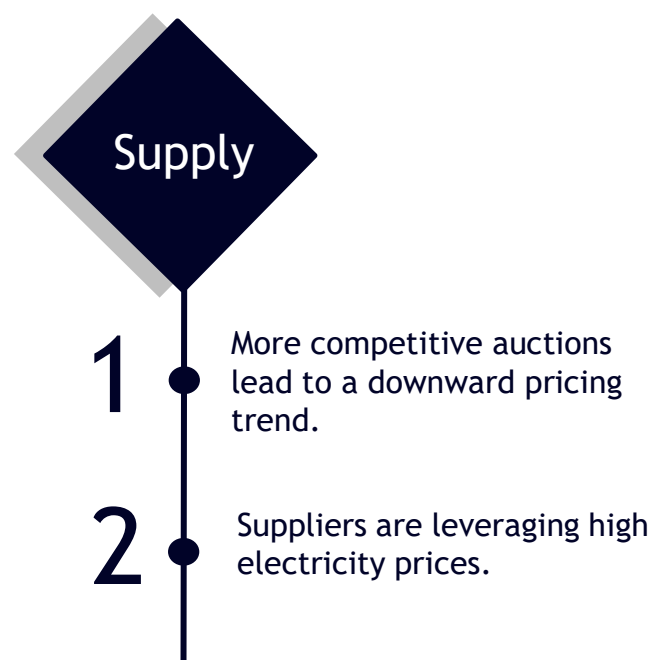 Supply
1
More competitive auctions
lead to a downward pricing
trend.
2
Suppliers are leveraging high
electricity prices.